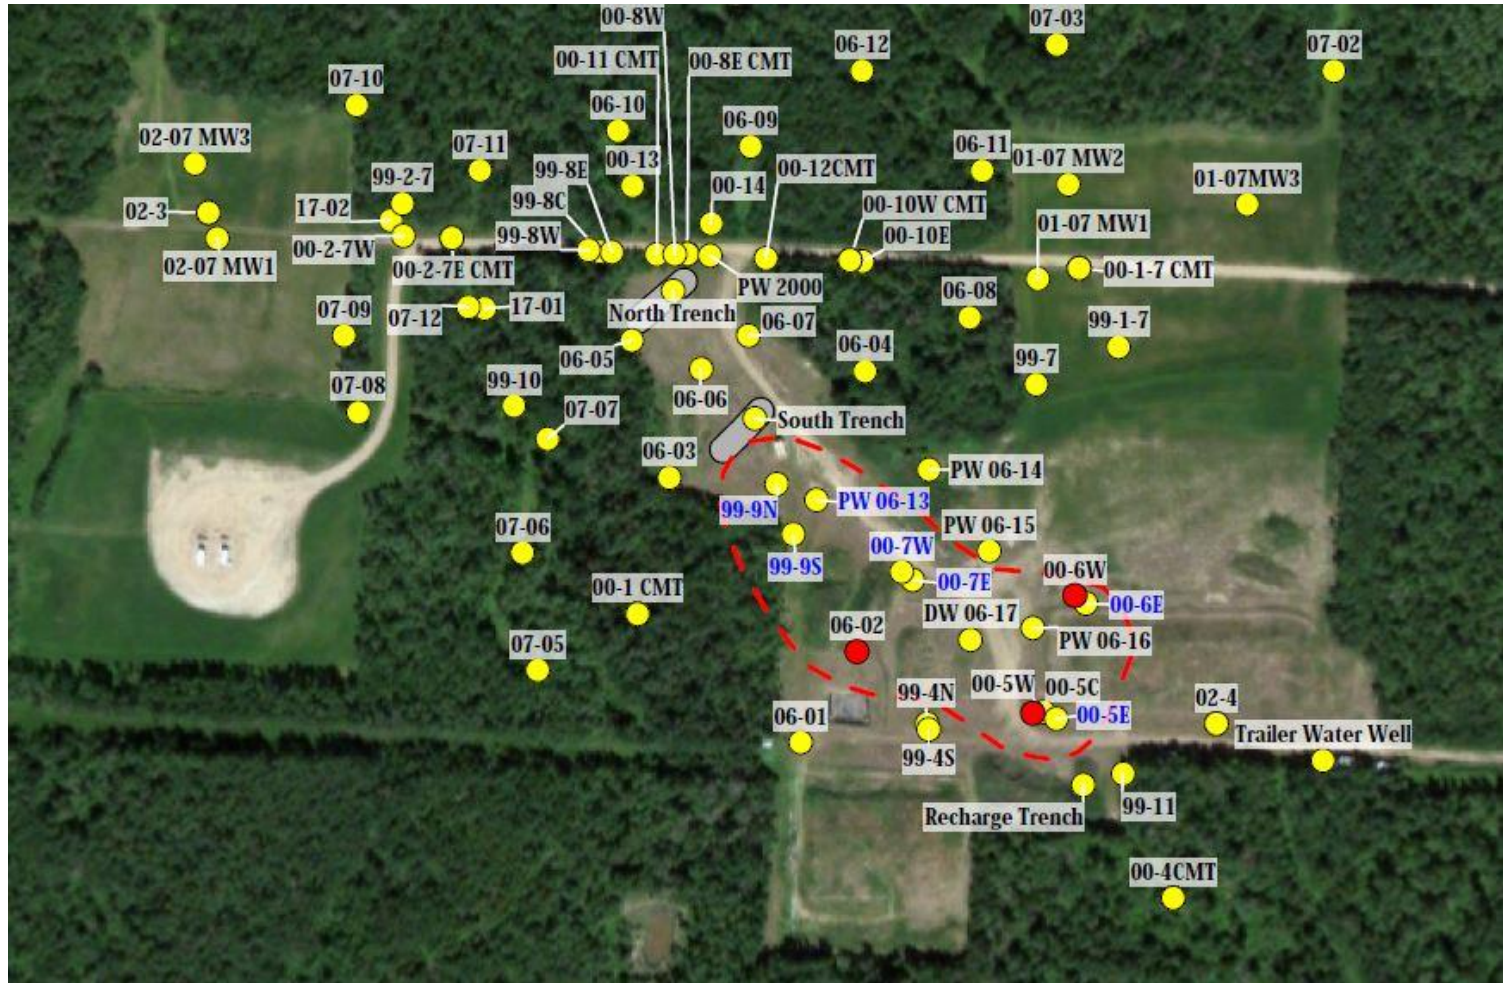 00-8W
07-03
06-12
07-02
00-11 CMT
00-8E CMT
07-10
06-10
06-09
02-07 MW3
07-11
00-13
99-8E
00-12CMT
06-11
01-07 MW2
01-07MW3
99-2-7
99-8C
00-14
00-10W CMT
02-3
17-02
99-8W
00-10E
01-07 MW1
00-2-7W
02-07 MW1
00-2-7E CMT
00-1-7 CMT
PW 2000
07-12
17-01
North Trench
06-08
06-07
07-09
99-1-7
06-05
06-04
99-7
07-08
99-10
06-06
07-07
South Trench
06-03
PW 06-14
99-9N
PW 06-13
07-06
PW 06-15
00-7W
99-9S
00-7E
00-6W
00-1 CMT
00-6E
DW 06-17
06-02
PW 06-16
07-05
00-5W
00-5C
99-4N
00-5E
02-4
06-01
Trailer Water Well
99-4S
99-11
Recharge Trench
00-4CMT